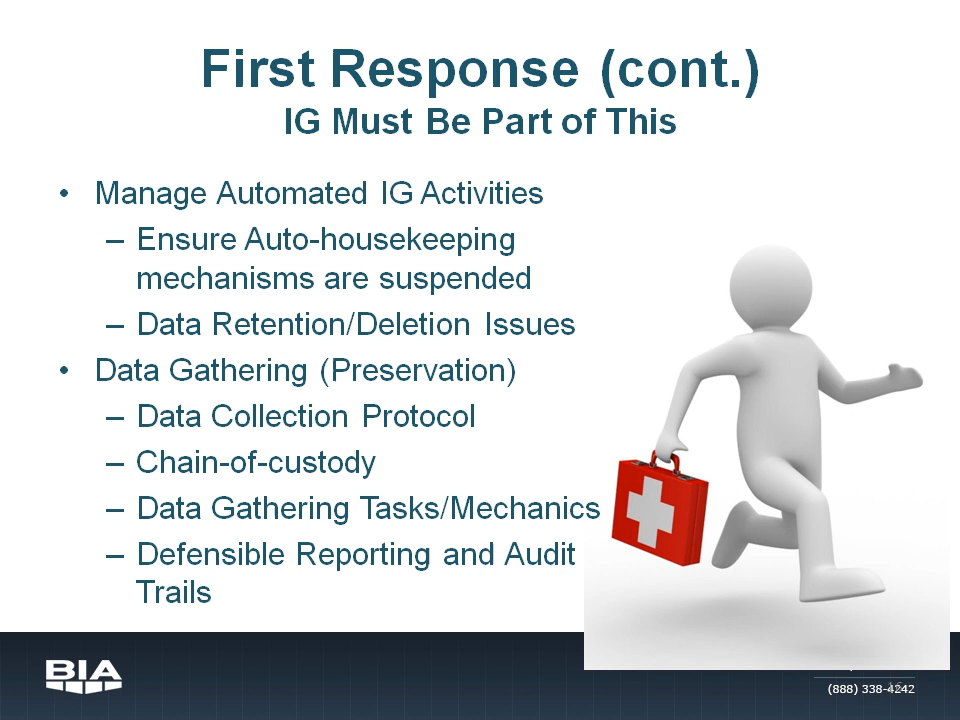 First Response (cont.)
IG Must Be Part of This
• Manage Automated IG Activities
– Ensure Auto-housekeeping
mechanisms are suspended
– Data Retention/Deletion Issues
• Data Gathering (Preservation)
– Data Collection Protocol
– Chain-of-custody
– Data Gathering Tasks/Mechanics
– Defensible Reporting and Audit
Trails
BIA
(888) 338-4242